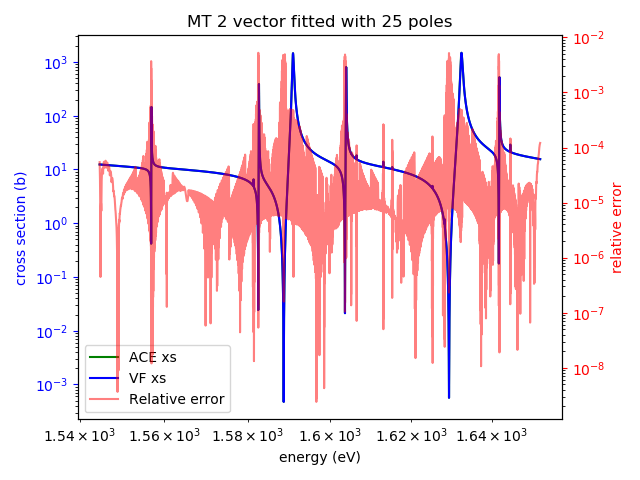 MT 2 vector fitted with 25 poles
10³
10²
10¹
10⁰
10⁻¹
10⁻²
10⁻³
cross section (b)
10⁻²
10⁻³
10⁻⁴
10⁻⁵
10⁻⁶
10⁻⁷
10⁻⁸
relative error
ACE xs
VF xs
Relative error
1.54 × 10³ 1.56 × 10³ 1.58 × 10³ 1.6 × 10³ 1.62 × 10³ 1.64 × 10³
energy (eV)